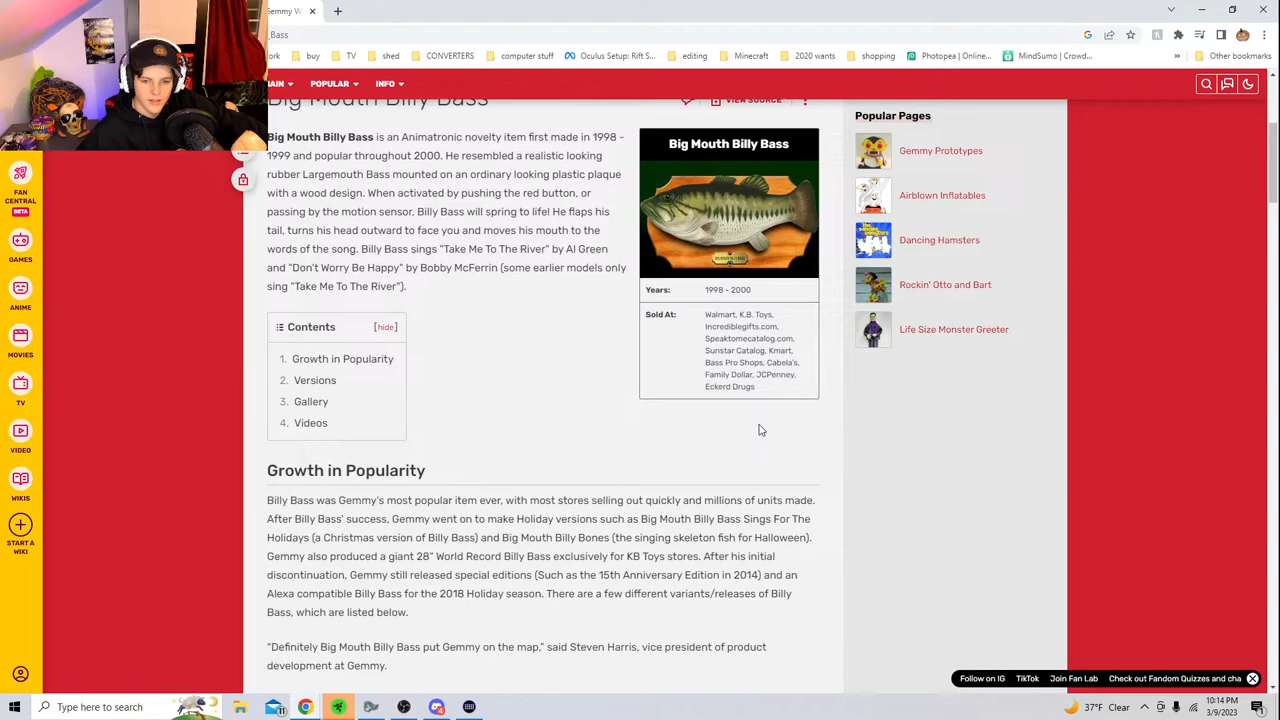 Gemmy W
_Bass
rk
buy
TV
shed
CONVERTERS
computer stuff
Oculus Setup: Rift S...
editing
Minecraft
2020 wants
shopping
Photopea | Online...
MindSumo | Crowd...
»
Other bookmarks
AIN
POPULAR
INFO
Big Mouth Billy Bass
VIEW SOURCE
Big Mouth Billy Bass is an Animatronic novelty item first made in 1998 -
1999 and popular throughout 2000. He resembled a realistic looking
rubber Largemouth Bass mounted on an ordinary looking plastic plaque
with a wood design. When activated by pushing the red button, or
passing by the motion sensor, Billy Bass will spring to life! He flaps his
tail, turns his head outward to face you and moves his mouth to the
words of the song. Billy Bass sings "Take Me To The River" by Al Green
and "Don't Worry Be Happy" by Bobby McFerrin (some earlier models only
sing "Take Me To The River").
Big Mouth Billy Bass
Years:
1998 - 2000
Sold At:
Walmart, K.B. Toys,
Incrediblegifts.com,
Speaktomecatalog.com,
Sunstar Catalog, Kmart,
Bass Pro Shops, Cabela's,
Family Dollar, JCPenney,
Eckerd Drugs
Popular Pages
Gemmy Prototypes
Airblown Inflatables
Dancing Hamsters
Rockin' Otto and Bart
Life Size Monster Greeter
Contents
[hide]
1. Growth in Popularity
2. Versions
3. Gallery
4. Videos
Growth in Popularity
Billy Bass was Gemmy's most popular item ever, with most stores selling out quickly and millions of units made.
After Billy Bass' success, Gemmy went on to make Holiday versions such as Big Mouth Billy Bass Sings For The
Holidays (a Christmas version of Billy Bass) and Big Mouth Billy Bones (the singing skeleton fish for Halloween).
Gemmy also produced a giant 28" World Record Billy Bass exclusively for KB Toys stores. After his initial
discontinuation, Gemmy still released special editions (Such as the 15th Anniversary Edition in 2014) and an
Alexa compatible Billy Bass for the 2018 Holiday season. There are a few different variants/releases of Billy
Bass, which are listed below.
"Definitely Big Mouth Billy Bass put Gemmy on the map," said Steven Harris, vice president of product
development at Gemmy.
FAN
CENTRAL
BETA
GAMES
ANIME
MOVIES
TV
VIDEO
WIKIS
START A
WIKI
Follow on IG
TikTok
Join Fan Lab
Check out Fandom Quizzes and cha
Type here to search
11
37°F Clear
10:14 PM
3/9/2023
1